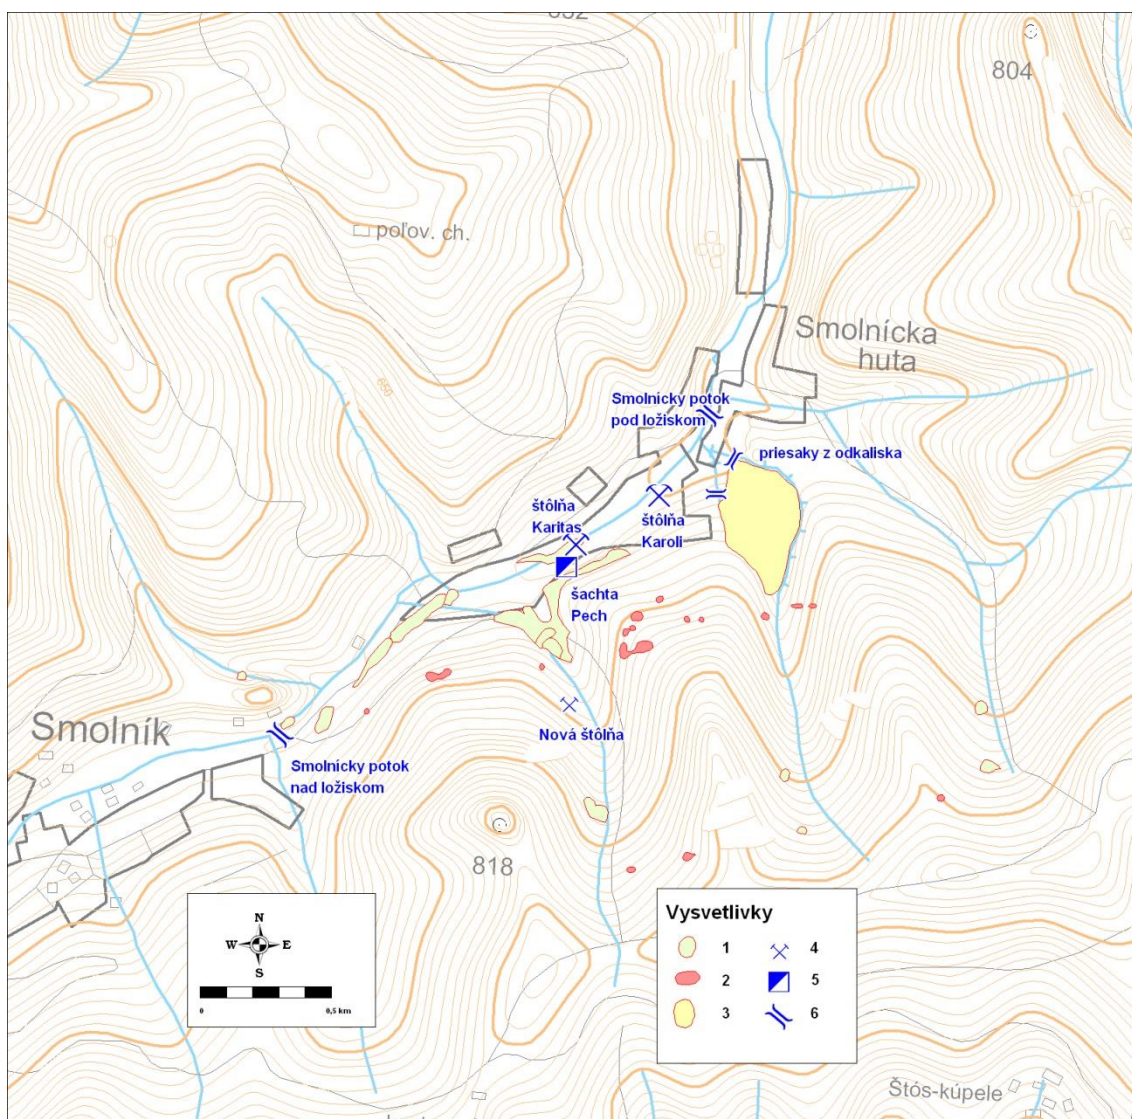 804
poľov. ch.
Smolnícka
huta
650
Smolnícky potok
pod ložiskom
priesaky z odkaliska
štôlňa
Karitas
štôlňa
Karoli
šachta
Pech
Smolník
Nová štôlňa
Smolnícky potok
nad ložiskom
818
N
W E
S
0 0,5 km
Vysvetlivky
1 4
2 5
3 6
Štós-kúpele